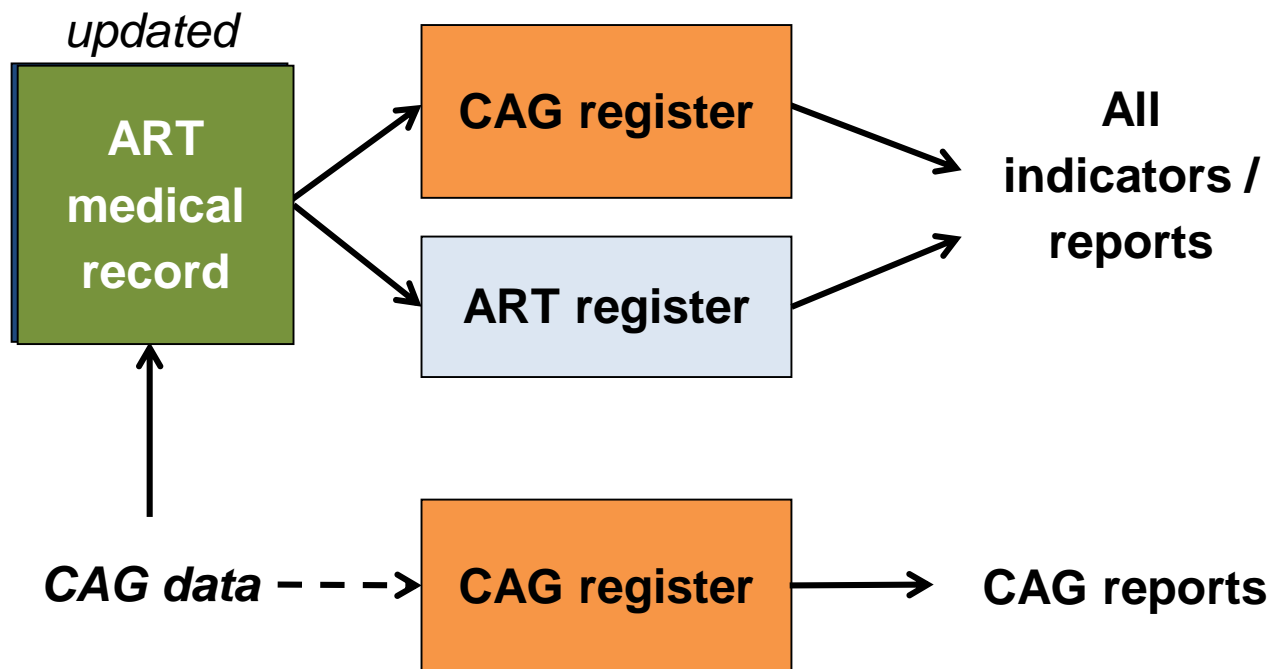 updated
ART
medical
record
CAG register
ART register
All
indicators /
reports
CAG data
CAG register
CAG reports